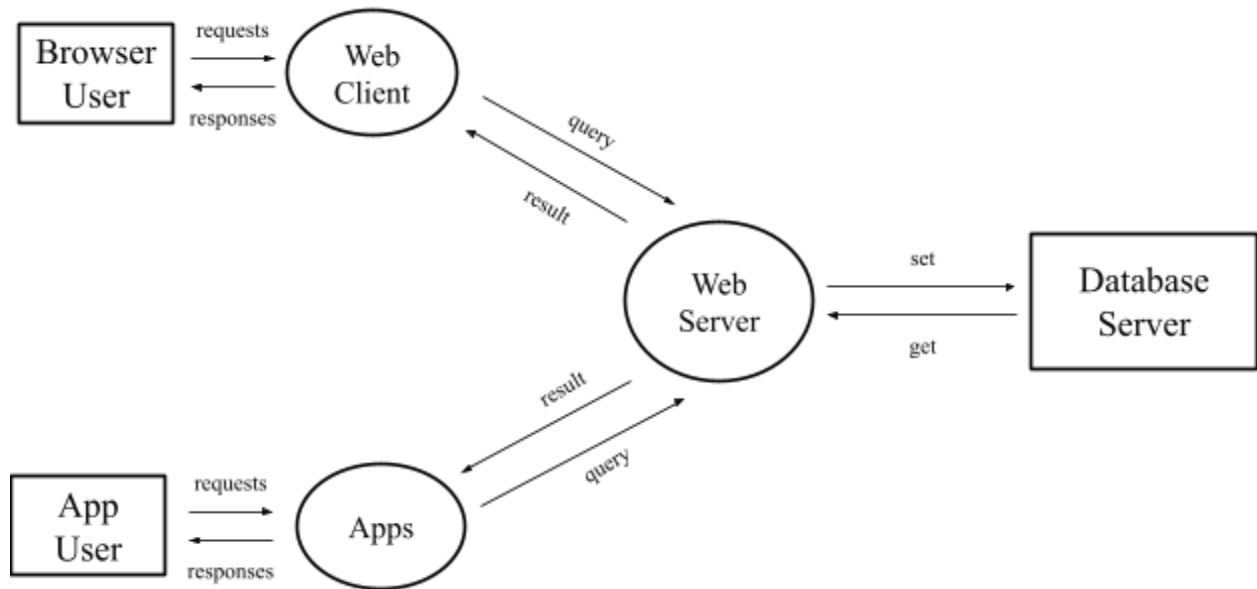 requests
Browser
User
responses
Web
Client
query
result
Web
Server
set
get
Database
Server
result
query
requests
App
User
responses
Apps